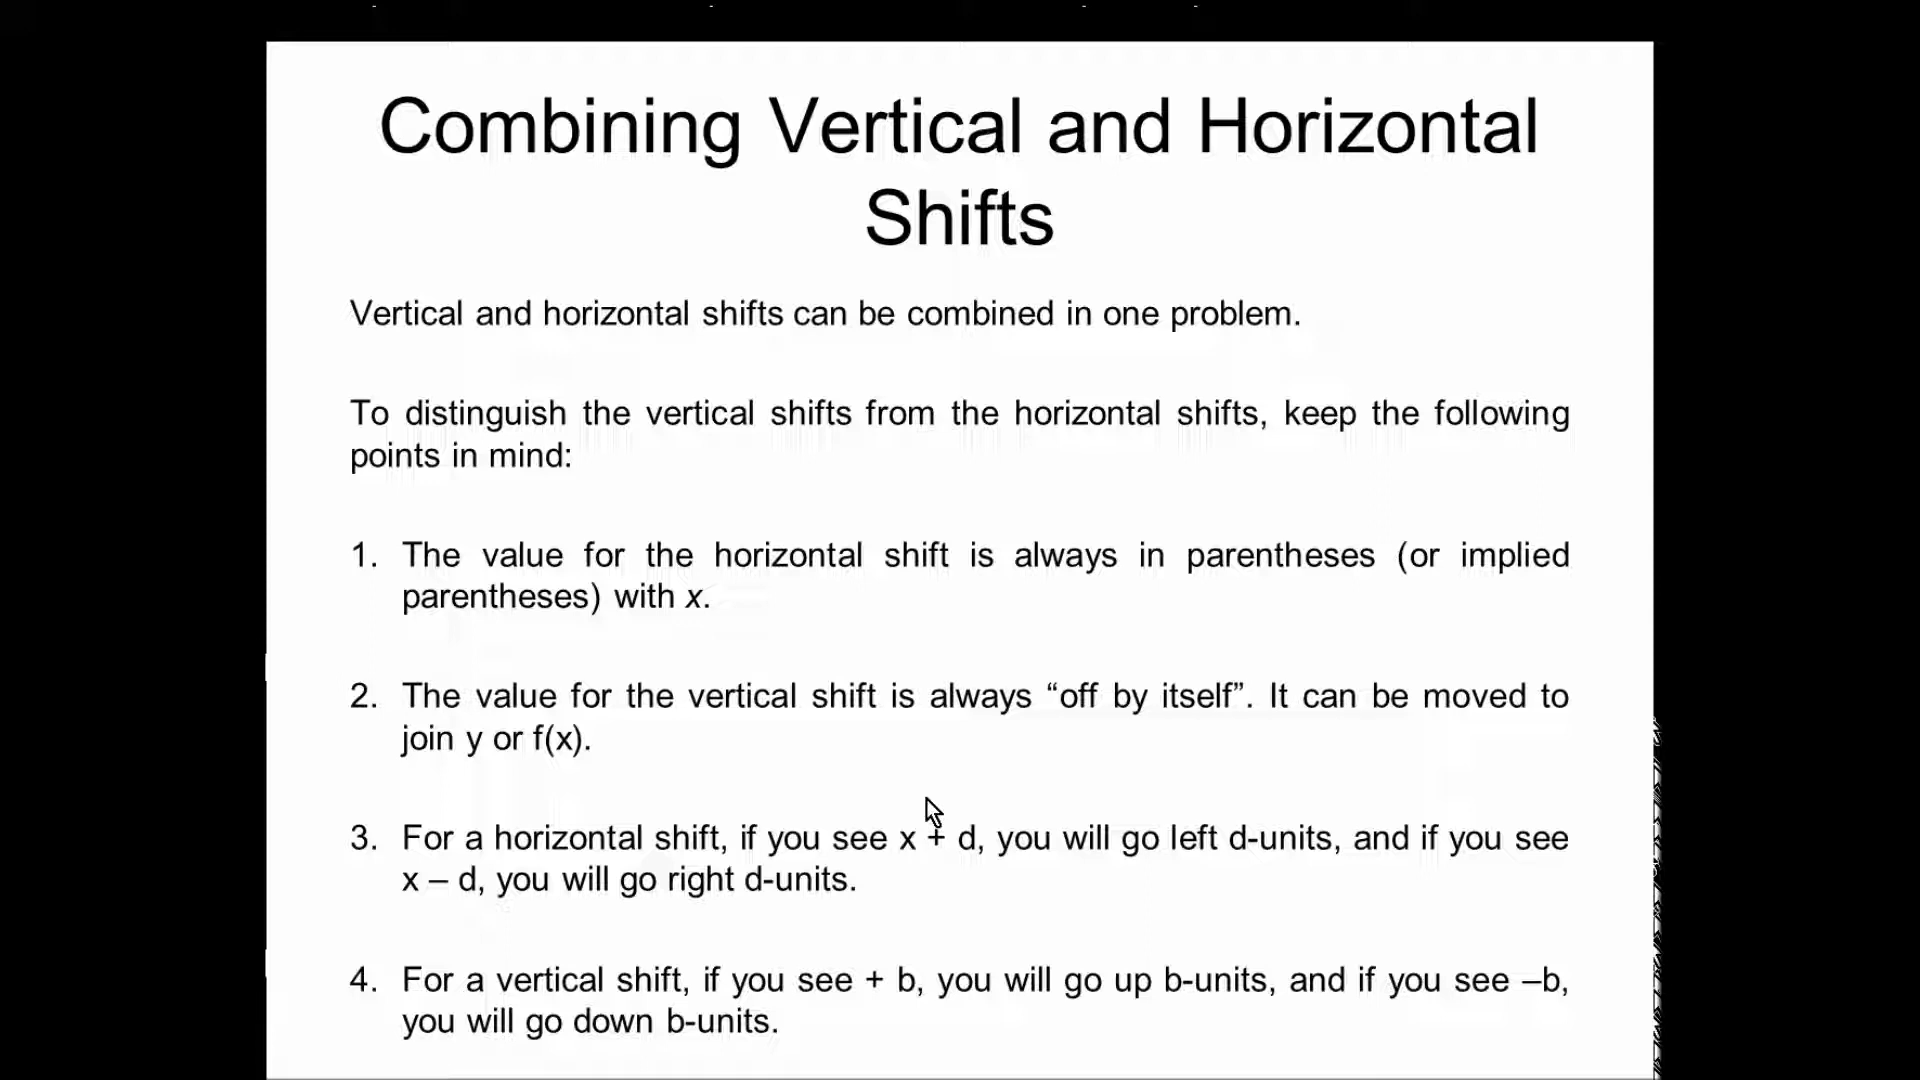 Combining Vertical and Horizontal
Shifts
Vertical and horizontal shifts can be combined in one problem.
To distinguish the vertical shifts from the horizontal shifts, keep the following
points in mind:
1. The value for the horizontal shift is always in parentheses (or implied
parentheses) with x.
2. The value for the vertical shift is always “off by itself”. It can be moved to
join y or f(x).
3. For a horizontal shift, if you see x + d, you will go left d-units, and if you see
x – d, you will go right d-units.
4. For a vertical shift, if you see + b, you will go up b-units, and if you see –b,
you will go down b-units.